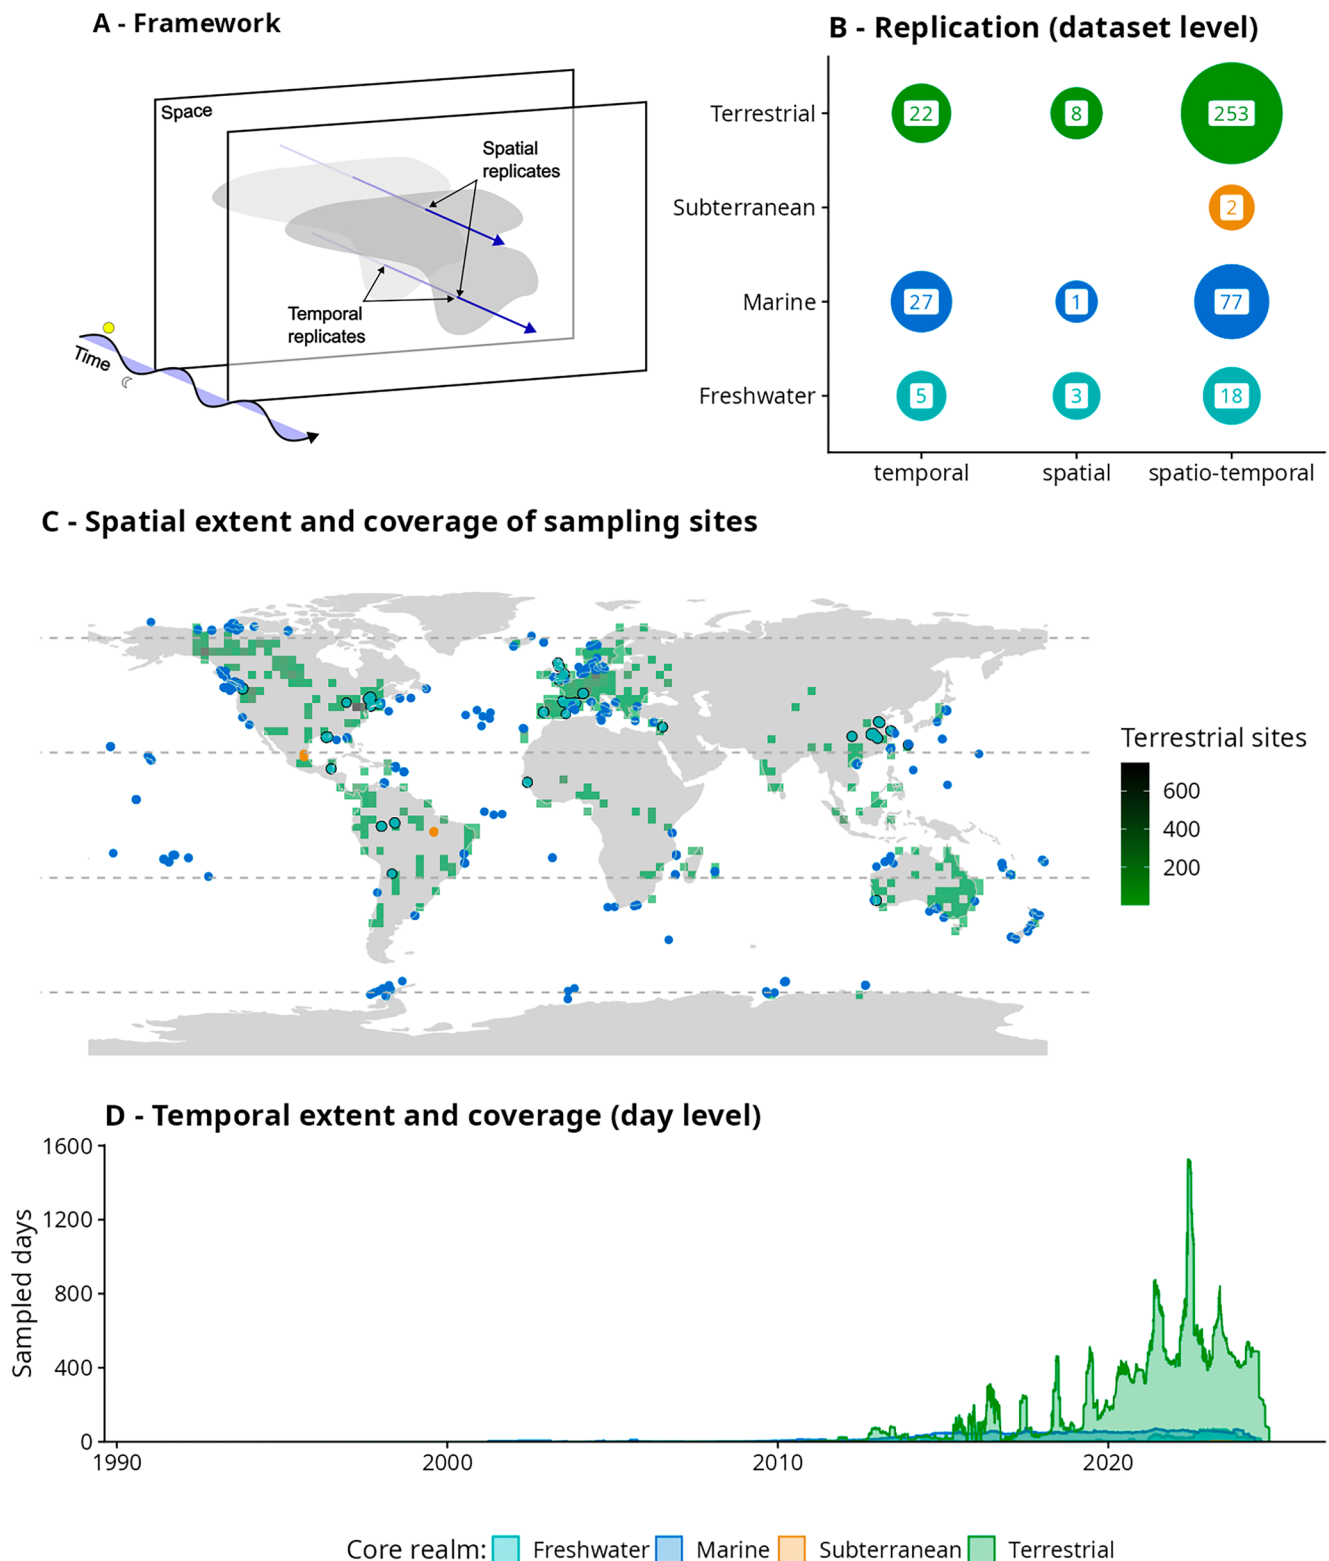 A - Framework
Space
Spatial
replicates
Temporal
replicates
Time
B - Replication (dataset level)
Terrestrial
22
8
253
Subterranean
2
Marine
27
1
77
Freshwater
5
3
18
temporal
spatial
spatio-temporal
C - Spatial extent and coverage of sampling sites
Terrestrial sites
600
400
200
D - Temporal extent and coverage (day level)
Sampled days
1600
1200
800
400
0
1990
2000
2010
2020
Core realm:
Freshwater
Marine
Subterranean
Terrestrial